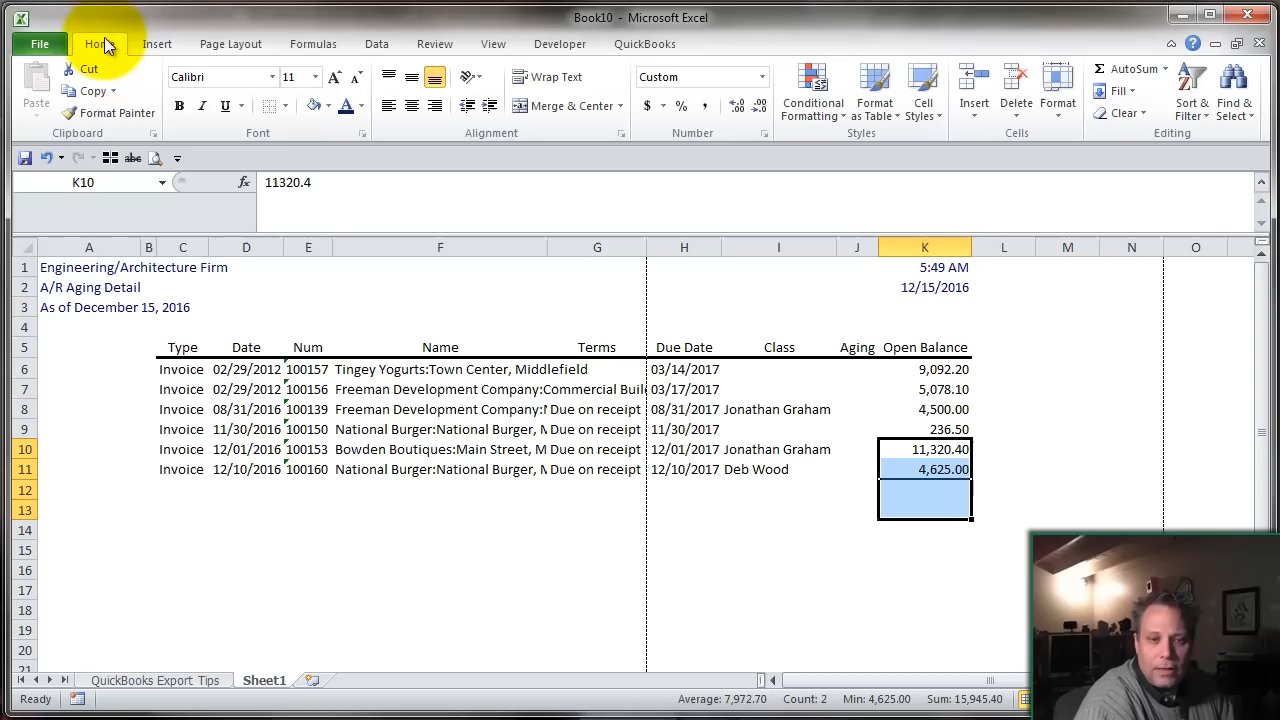 Book10 - Microsoft Excel
File Home Insert Page Layout Formulas Data Review View Developer QuickBooks
Paste Cut Copy Format Painter Clipboard
Calibri 11 B I U A Font
Wrap Text Merge & Center Alignment
Custom $ % , Number
Conditional Formatting Format as Table Cell Styles Styles
Insert Delete Format Cells
AutoSum Fill Clear Sort & Filter Find & Select Editing
K10 fx 11320.4
A B C D E F G H I J K L M N O
1 Engineering/Architecture Firm 5:49 AM
2 A/R Aging Detail 12/15/2016
3 As of December 15, 2016
4
5 Type Date Num Name Terms Due Date Class Aging Open Balance
6 Invoice 02/29/2012 100157 Tingey Yogurts:Town Center, Middlefield 03/14/2017 9,092.20
7 Invoice 02/29/2012 100156 Freeman Development Company:Commercial Buil 03/17/2017 5,078.10
8 Invoice 08/31/2016 100139 Freeman Development Company: Due on receipt 08/31/2017 Jonathan Graham 4,500.00
9 Invoice 11/30/2016 100150 National Burger:National Burger, N Due on receipt 11/30/2017 236.50
10 Invoice 12/01/2016 100153 Bowden Boutiques:Main Street, M Due on receipt 12/01/2017 Jonathan Graham 11,320.40
11 Invoice 12/10/2016 100160 National Burger:National Burger, N Due on receipt 12/10/2017 Deb Wood 4,625.00
12
13
14
15
16
17
18
19
20
21
QuickBooks Export Tips Sheet1
Ready Average: 7,972.70 Count: 2 Min: 4,625.00 Sum: 15,945.40